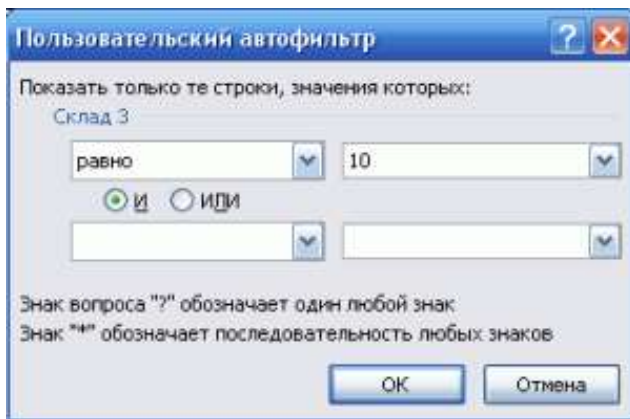 Пользовательский автофильтр
Показать только те строки, значения которых:
Склад 3
равно 10
И ИЛИ
Знак вопроса "?" обозначает один любой знак
Знак "*" обозначает последовательность любых знаков
ОК Отмена